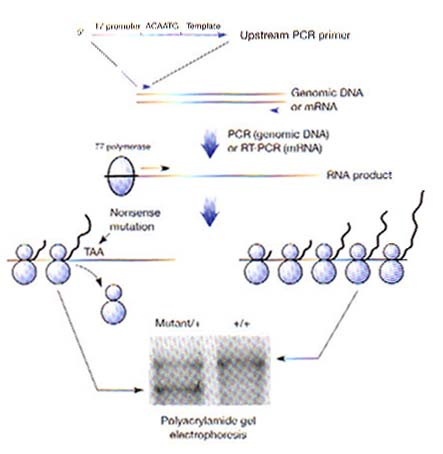 5'
T7 promoter ACAATG Template
Upstream PCR primer
Genomic DNA
or mRNA
PCR (genomic DNA)
or RT-PCR (mRNA)
T7 polymerase
RNA product
Nonsense
mutation
TAA
Mutant/+ +/+
Polyacrylamide gel
electrophoresis